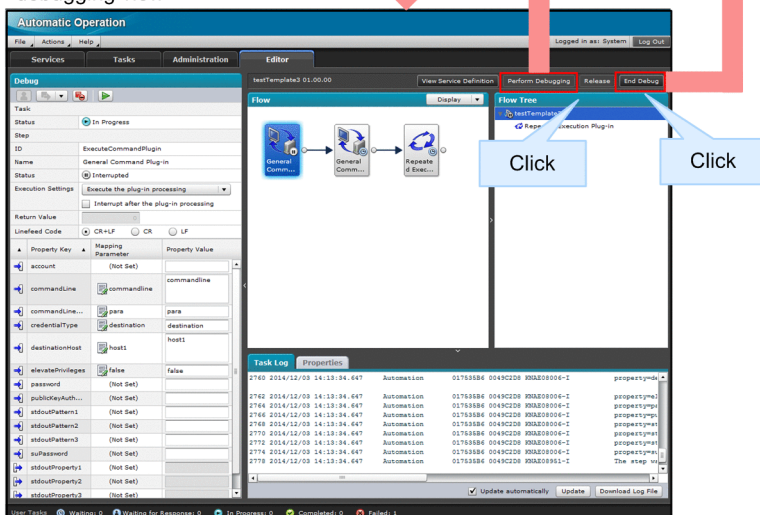 Automatic Operation
File Actions Help Logged in as: System Log Out
Services Tasks Administration Editor
Debug
testTemplate3 01.00.00 View Service Definition Perform Debugging Release End Debug
Flow Display
Flow Tree
Task
Status In Progress
Step
ID ExecuteCommandPlugin
Name General Command Plug-in
Status Interrupted
Execution Settings Execute the plug-in processing
Interrupt after the plug-in processing
Return Value
Linefeed Code CR+LF CR LF
Property Key Mapping Parameter Property Value
account (Not Set)
commandLine commandline commandline
commandLine... para para
credentialType destination destination
destinationHost host1 host1
elevatePrivileges false false
password (Not Set)
publicKeyAuth... (Not Set)
stdoutPattern1 (Not Set)
stdoutPattern2 (Not Set)
stdoutPattern3 (Not Set)
suPassword (Not Set)
stdoutProperty1 (Not Set)
stdoutProperty2 (Not Set)
stdoutProperty3 (Not Set)
General Comm...
General Comm...
Repeate d Exec...
Execution Plug-in
Click
Click
Task Log Properties
2760 2014/12/03 14:13:34.647 Automation 017535B6 0049C2D8 KNAE08006-I
2762 2014/12/03 14:13:34.647 Automation 017535B6 0049C2D8 KNAE08006-I
2764 2014/12/03 14:13:34.647 Automation 017535B6 0049C2D8 KNAE08006-I
2766 2014/12/03 14:13:34.647 Automation 017535B6 0049C2D8 KNAE08006-I
2768 2014/12/03 14:13:34.647 Automation 017535B6 0049C2D8 KNAE08006-I
2770 2014/12/03 14:13:34.647 Automation 017535B6 0049C2D8 KNAE08006-I
2772 2014/12/03 14:13:34.647 Automation 017535B6 0049C2D8 KNAE08006-I
2774 2014/12/03 14:13:34.647 Automation 017535B6 0049C2D8 KNAE08006-I
2778 2014/12/03 14:13:34.647 Automation 017535B6 0049C2D8 KNAE08951-I The step
Update automatically Update Download Log File
User Tasks Waiting: 0 Waiting for Response: 0 In Progress: 0 Completed: 0 Failed: 1